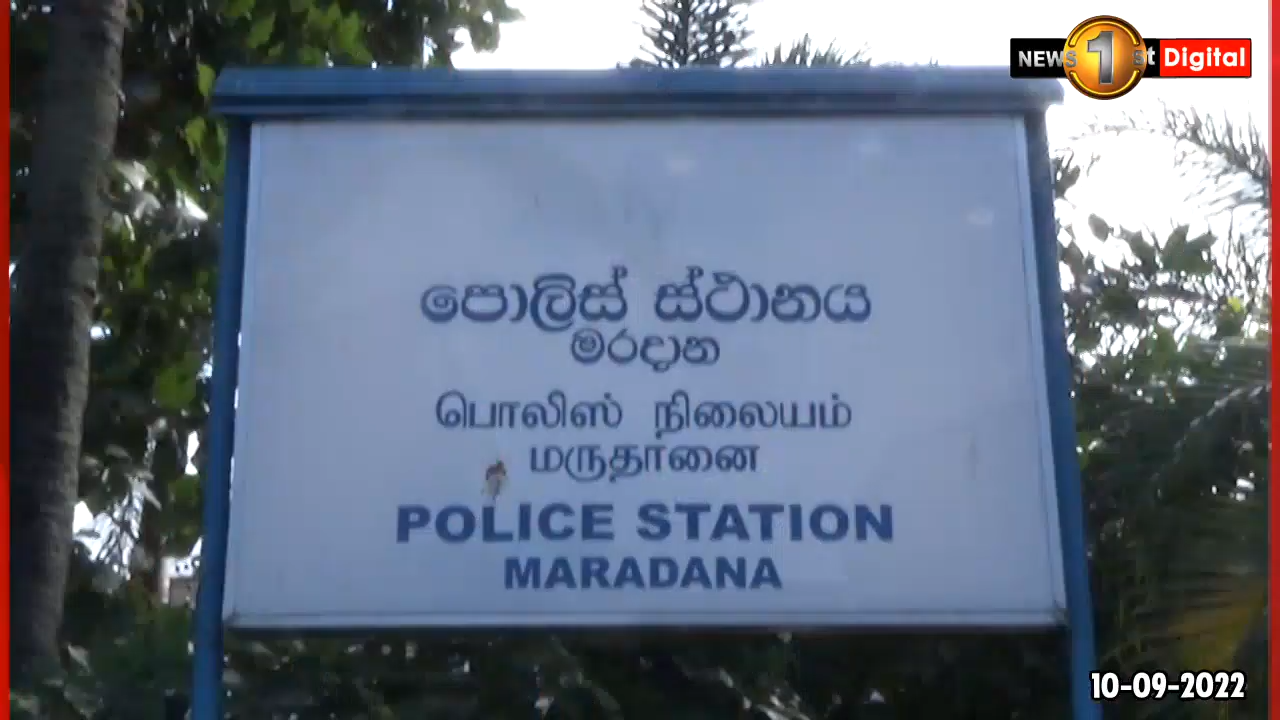 NEWS 1st Digital
පොලිස් ස්ථානය
මරදාන
பொலிஸ் நிலையம்
மருதானை
POLICE STATION
MARADANA
10-09-2022